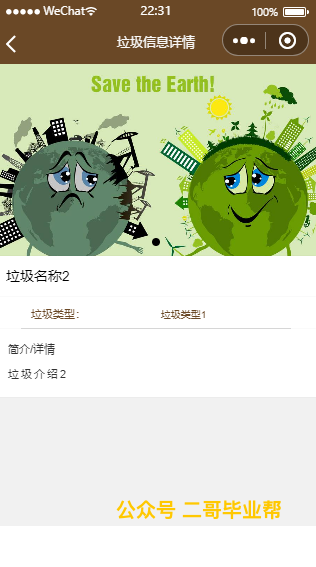 WeChat 22:31 100%
垃圾信息详情
Save the Earth!
垃圾名称2
垃圾类型： 垃圾类型1
简介/详情
垃圾介绍2
公众号 二哥毕业帮